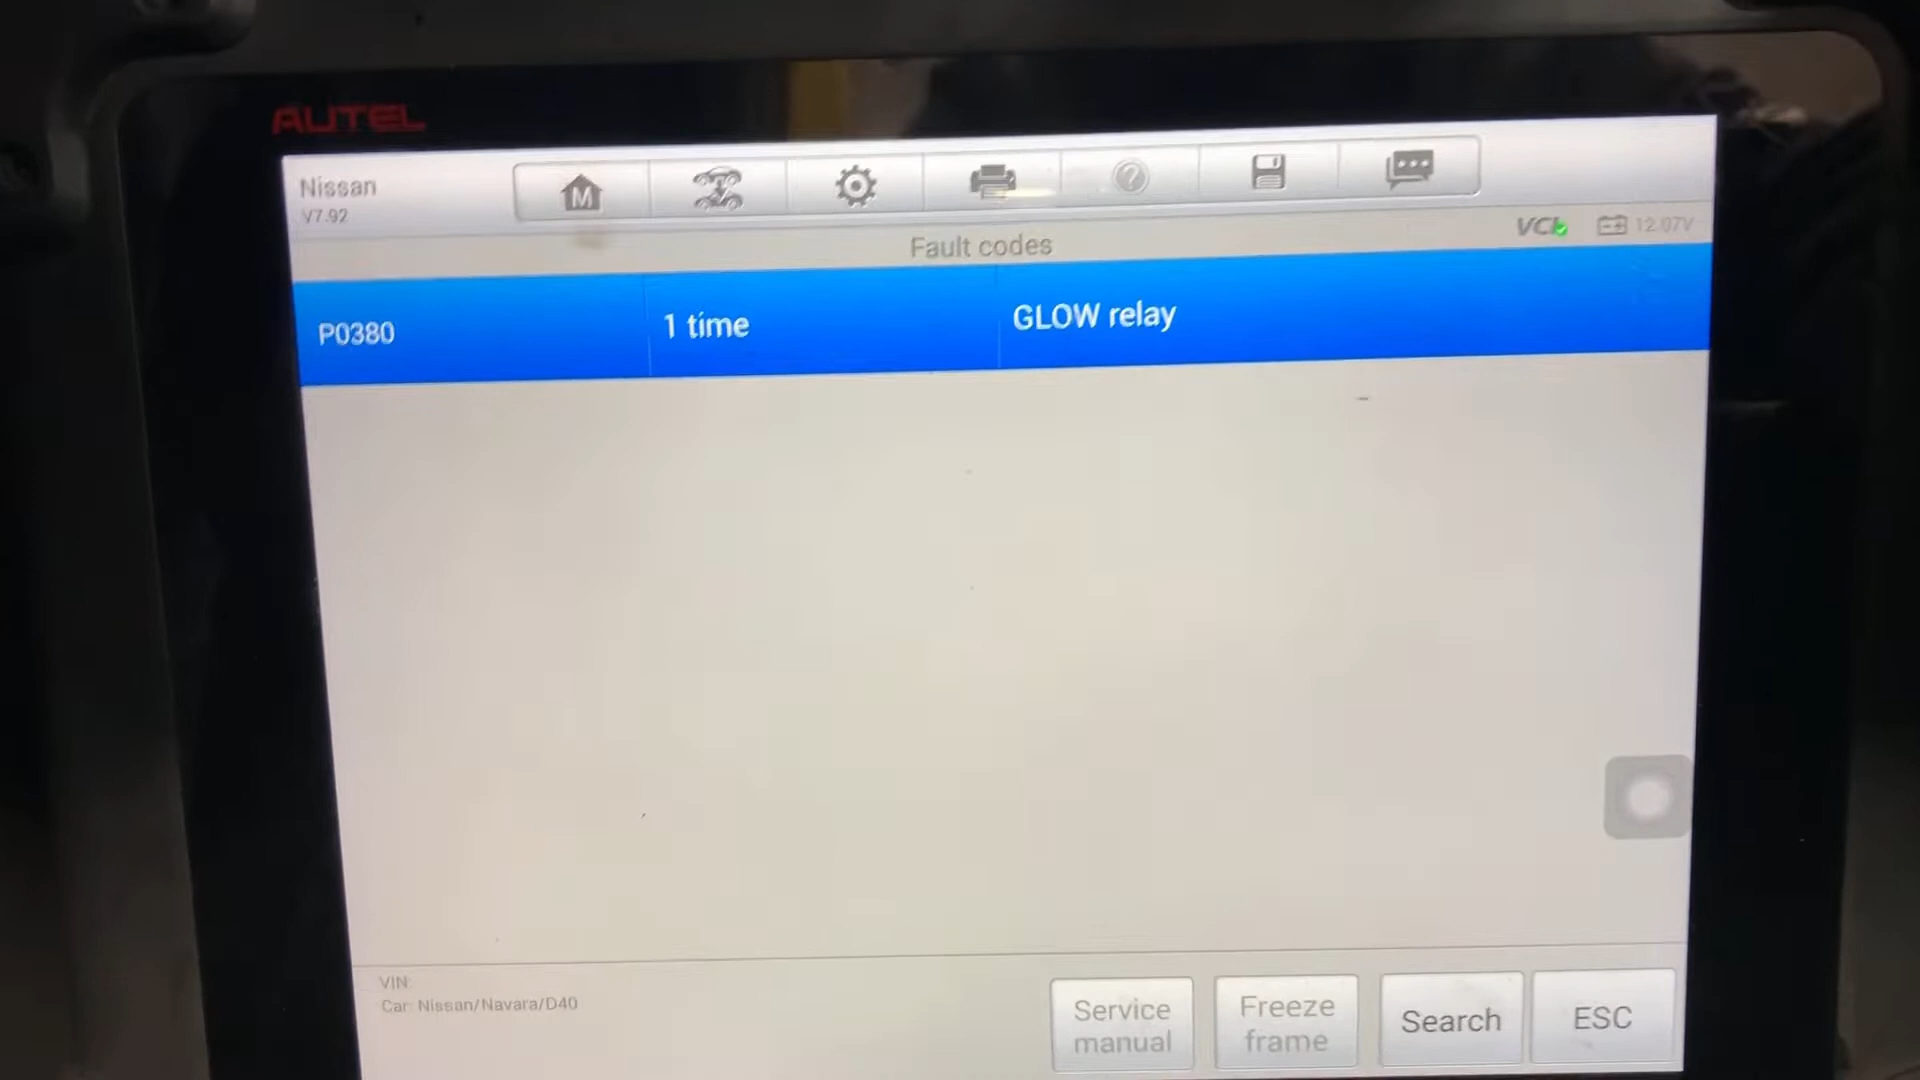 AUTEL
Nissan
V7.92
M
?
VCI
12.07V
Fault codes
P0380 1 time GLOW relay
VIN:
Car: Nissan/Navara/D40
Service
manual
Freeze
frame
Search
ESC